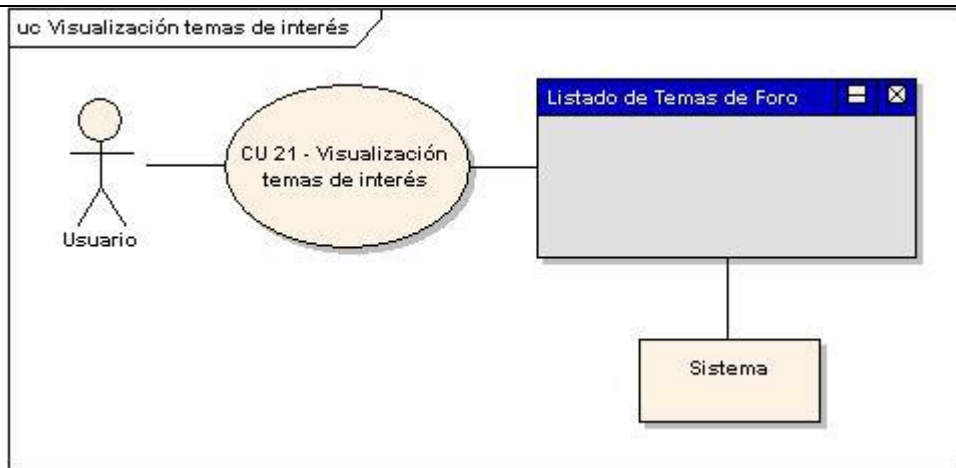 uc Visualización temas de interés
Usuario
CU 21 - Visualización
temas de interés
Listado de Temas de Foro
Sistema